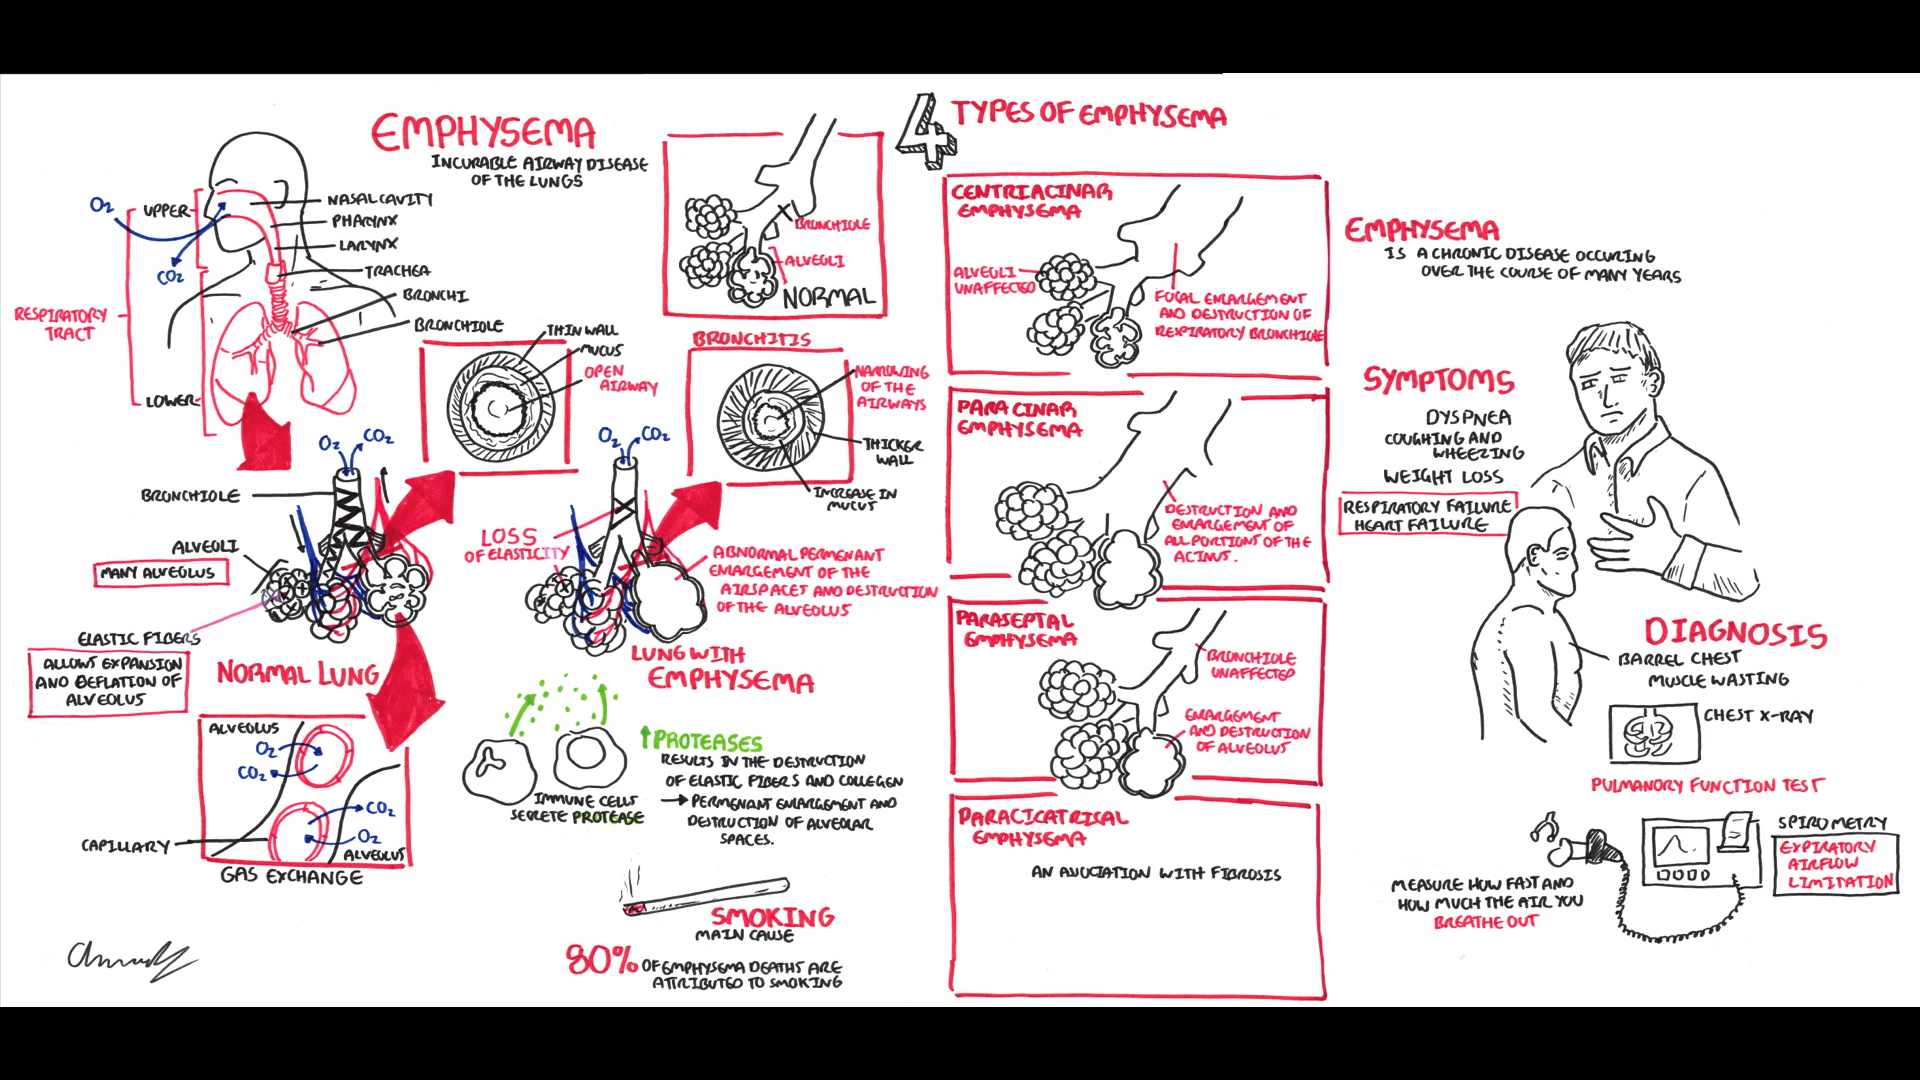 EMPHYSEMA
INCURABLE AIRWAY DISEASE
OF THE LUNGS
O2
CO2
UPPER
NASAL CAVITY
PHARYNX
LARYNX
TRACHEA
BRONCHI
BRONCHIOLE
RESPIRATORY
TRACT
LOWER
THIN WALL
MUCUS
OPEN
AIRWAY
BRONCHIOLE
ALVEOLI
NORMAL
BRONCHITIS
NARROWING
OF THE
AIRWAYS
THICKER
WALL
INCREASE IN
MUCUS
O2
CO2
BRONCHIOLE
ALVEOLI
MANY ALVEOLUS
ELASTIC FIBERS
ALLOWS EXPANSION
AND DEFLATION OF
ALVEOLUS
NORMAL LUNG
ALVEOLUS
O2
CO2
CO2
O2
ALVEOLUS
CAPILLARY
GAS EXCHANGE
O2
CO2
LOSS
OF ELASTICITY
ABNORMAL PERMENANT
ENLARGEMENT OF THE
AIRSPACES AND DESTRUCTION
OF THE ALVEOLUS
LUNG WITH
EMPHYSEMA
IMMUNE CELLS
SECRETE PROTEASE
↑ PROTEASES
RESULTS IN THE DESTRUCTION
OF ELASTIC FIBERS AND COLLEGEN
→ PERMENANT ENLARGEMENT AND
DESTRUCTION OF ALVEOLAR
SPACES.
SMOKING
MAIN CAUSE
80% OF EMPHYSEMA DEATHS ARE
ATTRIBUTED TO SMOKING
4 TYPES OF EMPHYSEMA
CENTRIACINAR
EMPHYSEMA
ALVEOLI
UNAFFECTED
FOCAL ENLARGEMENT
AND DESTRUCTION OF
RESPIRATORY BRONCHIOLE
PARACINAR
EMPHYSEMA
DESTRUCTION AND
ENLARGEMENT OF
ALL PORTIONS OF THE
ACINUS.
PARASEPTAL
EMPHYSEMA
BRONCHIOLE
UNAFFECTED
ENLARGEMENT
AND DESTRUCTION
OF ALVEOLUS
PARACICATRICAL
EMPHYSEMA
AN ASSOCIATION WITH FIBROSIS
EMPHYSEMA
IS A CHRONIC DISEASE OCCURING
OVER THE COURSE OF MANY YEARS
SYMPTOMS
DYSPNEA
COUGHING AND
WHEEZING
WEIGHT LOSS
RESPIRATORY FAILURE
HEART FAILURE
DIAGNOSIS
BARREL CHEST
MUSCLE WASTING
CHEST X-RAY
PULMANORY FUNCTION TEST
SPIROMETRY
EXPIRATORY
AIRFLOW
LIMITATION
MEASURE HOW FAST AND
HOW MUCH THE AIR YOU
BREATHE OUT